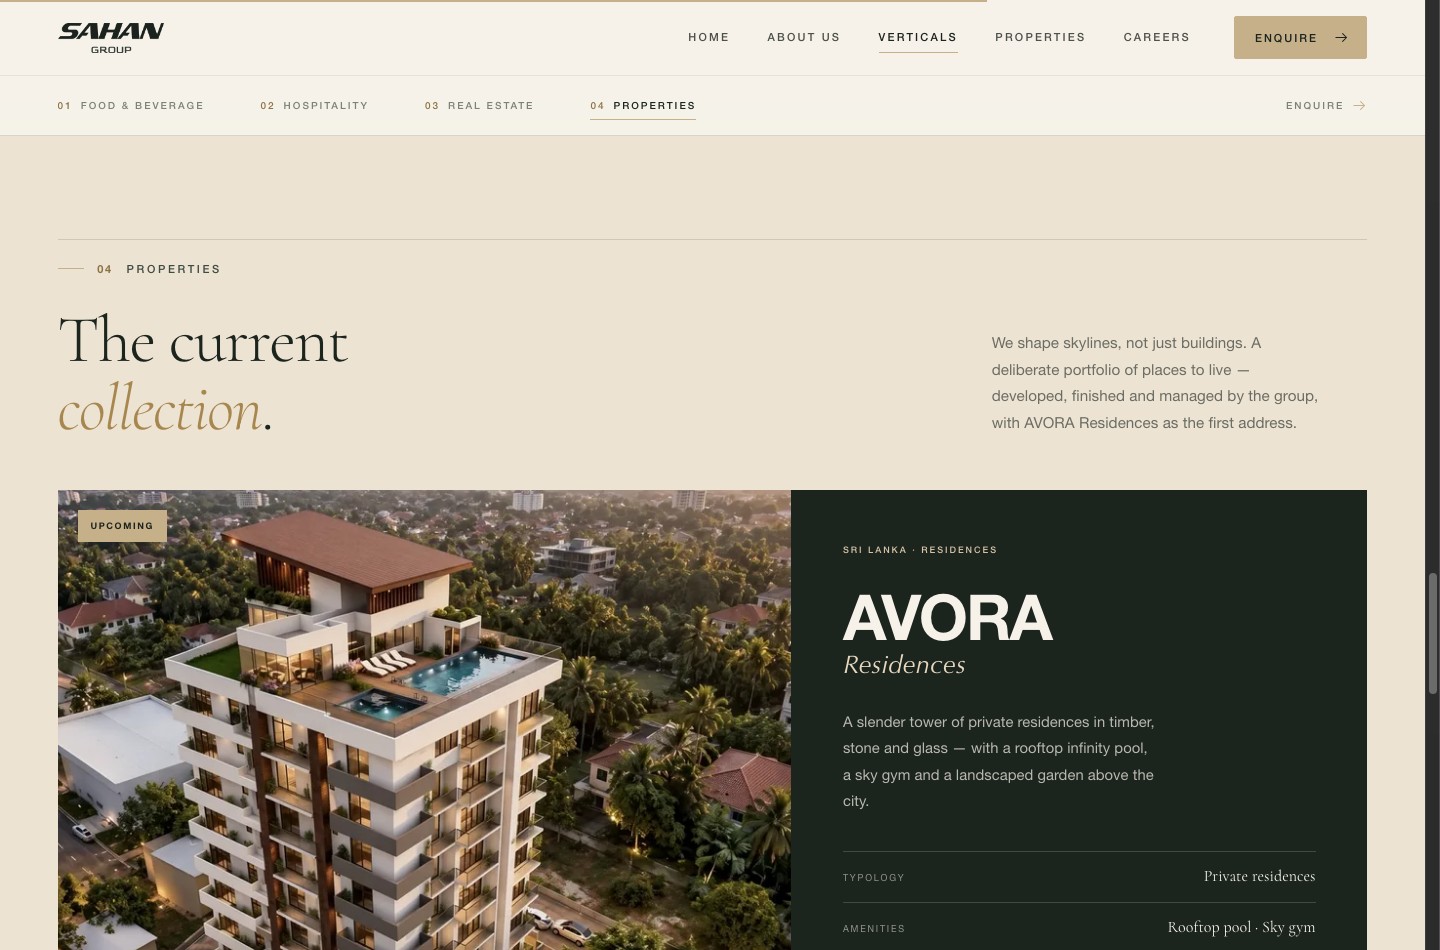 SAHAN
GROUP
HOME
ABOUT US
VERTICALS
PROPERTIES
CAREERS
ENQUIRE →
01 FOOD & BEVERAGE
02 HOSPITALITY
03 REAL ESTATE
04 PROPERTIES
ENQUIRE →
04 PROPERTIES
The current
collection.
We shape skylines, not just buildings. A
deliberate portfolio of places to live —
developed, finished and managed by the group,
with AVORA Residences as the first address.
UPCOMING
SRI LANKA · RESIDENCES
AVORA
Residences
A slender tower of private residences in timber,
stone and glass — with a rooftop infinity pool,
a sky gym and a landscaped garden above the
city.
TYPOLOGY
Private residences
AMENITIES
Rooftop pool · Sky gym